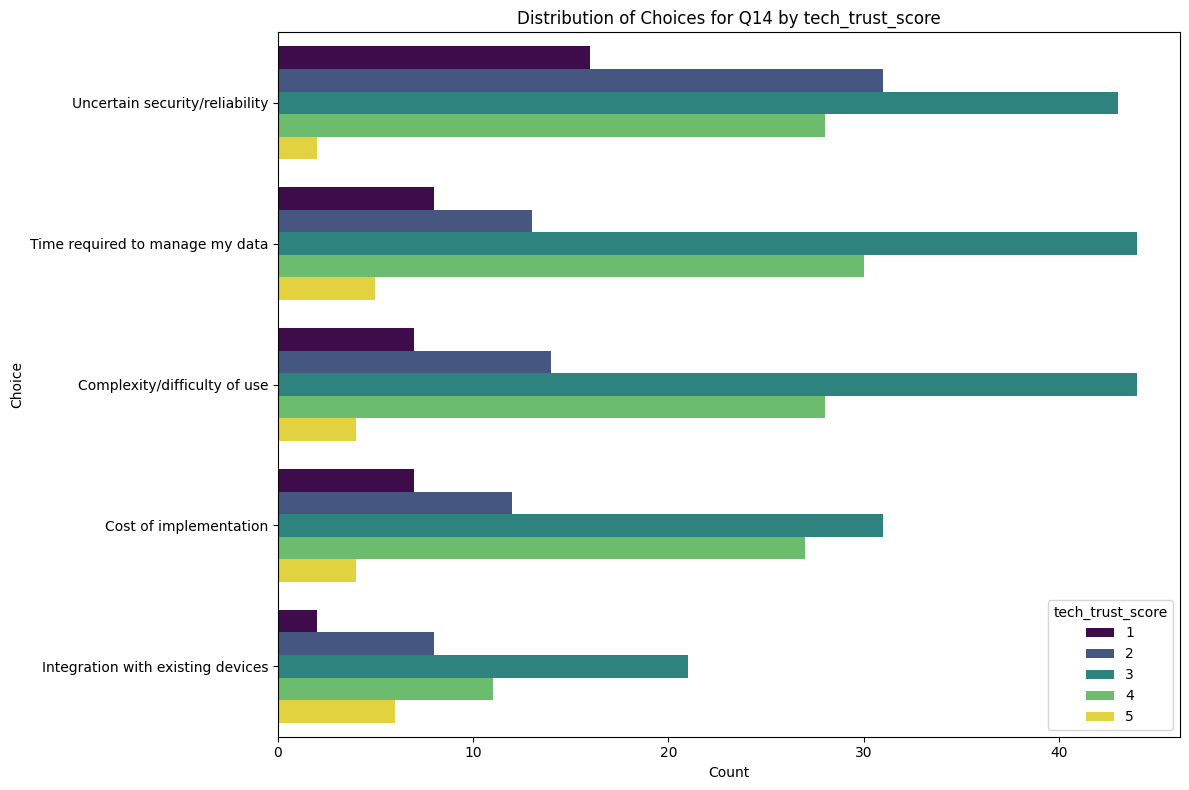 Distribution of Choices for Q14 by tech_trust_score
Choice
Uncertain security/reliability
Time required to manage my data
Complexity/difficulty of use
Cost of implementation
Integration with existing devices
tech_trust_score
1
2
3
4
5
0 10 20 30 40
Count